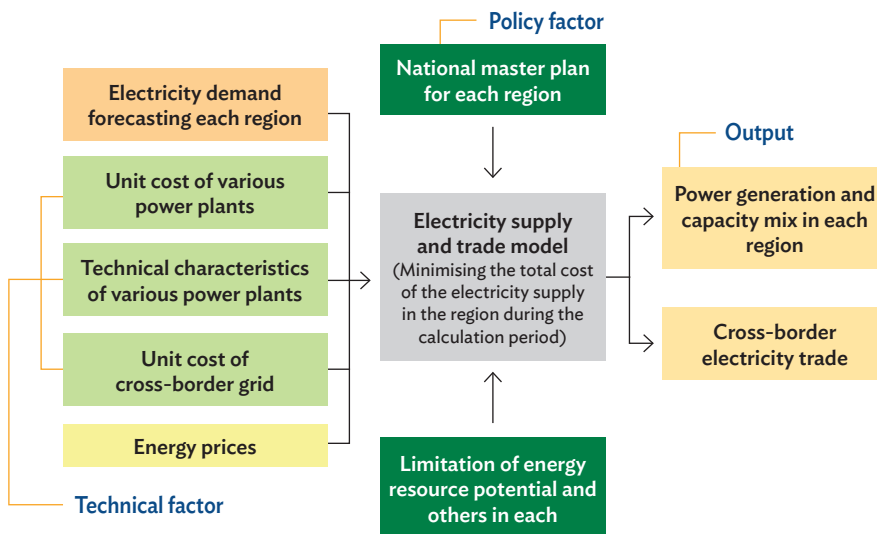 Policy factor
National master plan
for each region
Electricity demand
forecasting each region
Unit cost of various
power plants
Technical characteristics
of various power plants
Unit cost of
cross-border grid
Energy prices
Technical factor
Electricity supply
and trade model
(Minimising the total cost
of the electricity supply
in the region during the
calculation period)
Limitation of energy
resource potential and
others in each
Output
Power generation and
capacity mix in each
region
Cross-border
electricity trade